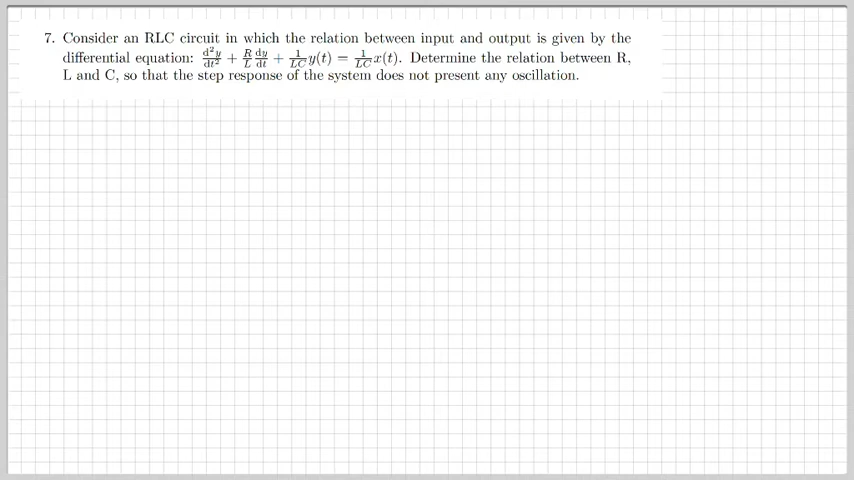 7. Consider an RLC circuit in which the relation between input and output is given by the
differential equation: d²y/dt² + R/L dy/dt + 1/LC y(t) = 1/LC x(t). Determine the relation between R,
L and C, so that the step response of the system does not present any oscillation.